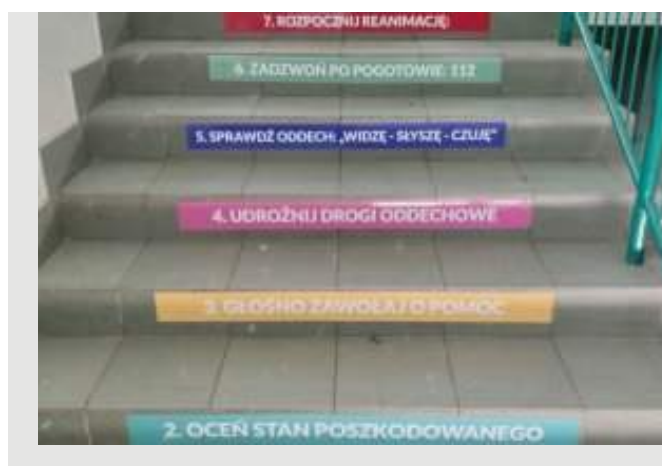 7. ROZPOCZNIJ REANIMACJĘ:
6. ZADZWOŃ PO POGOTOWIE: 112
5. SPRAWDŹ ODDECH: „WIDZĘ - SŁYSZĘ - CZUJĘ”
4. UDROŻNIJ DROGI ODDECHOWE
3. GŁOŚNO ZAWOŁAJ O POMOC
2. OCEŃ STAN POSZKODOWANEGO